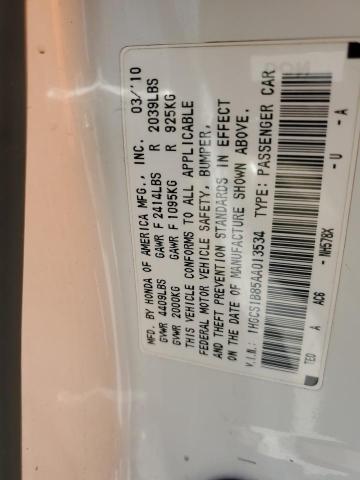 MFD. BY HONDA OF AMERICA MFG., INC. 03/'10
GVWR 4409LBS GAWR F 2414LBS R 2039LBS
GVWR 2000KG GAWR F 1095KG R 925KG
THIS VEHICLE CONFORMS TO ALL APPLICABLE
FEDERAL MOTOR VEHICLE SAFETY, BUMPER,
AND THEFT PREVENTION STANDARDS IN EFFECT
ON THE DATE OF MANUFACTURE SHOWN ABOVE.
V.I.N.: 1HGCS1B85AA013534 TYPE: PASSENGER CAR
TE0 A AC6 - NH578X - U - A